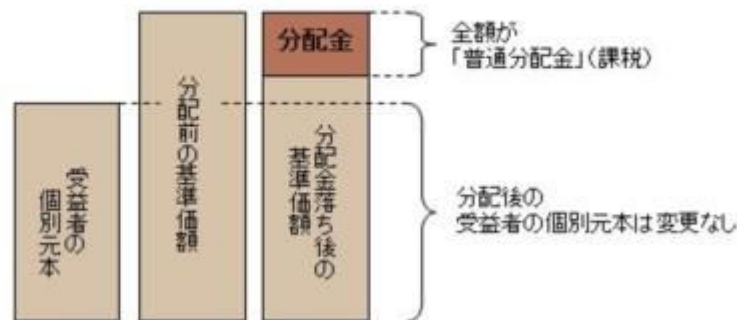 受益者の
個別元本
分配前の基準価額
分配金
分配金落ち後の
基準価額
全額が
「普通分配金」(課税)
分配後の
受益者の個別元本は変更なし